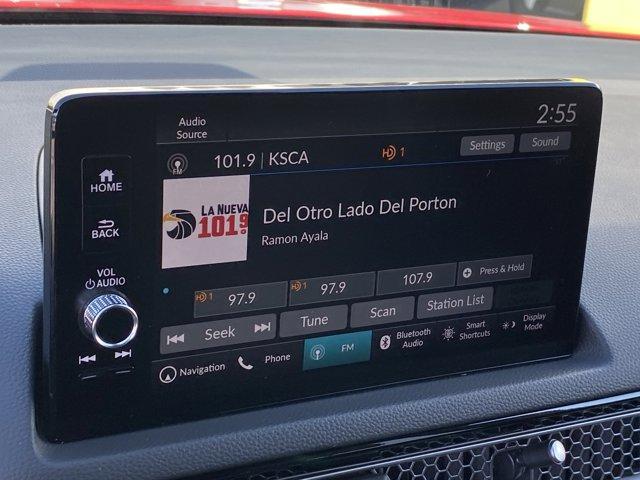 Audio
Source
2:55
FM
101.9 | KSCA
HD 1
Settings
Sound
HOME
BACK
VOL
AUDIO
LA NUEVA
101.9
Del Otro Lado Del Porton
Ramon Ayala
HD 1 97.9
HD 1 97.9
107.9
Press & Hold
Seek
Tune
Scan
Station List
Navigation
Phone
FM
Bluetooth
Audio
Smart
Shortcuts
Display
Mode